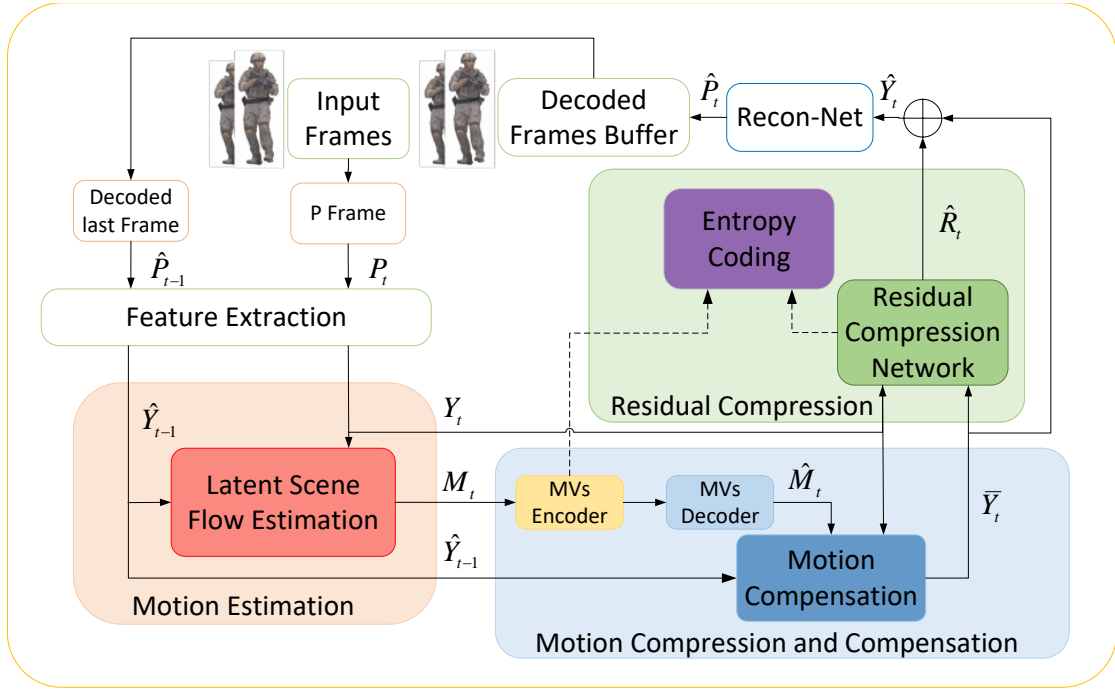 Input
Frames
Decoded
Frames Buffer
P̂ₜ
Recon-Net
Ŷₜ
Decoded
last Frame
P Frame
P̂ₜ₋₁
Pₜ
Feature Extraction
Entropy
Coding
R̂ₜ
Residual
Compression
Network
Residual Compression
Ŷₜ₋₁
Yₜ
Latent Scene
Flow Estimation
Mₜ
Ŷₜ₋₁
Motion Estimation
MVs
Encoder
MVs
Decoder
M̂ₜ
Y̅ₜ
Motion
Compensation
Motion Compression and Compensation